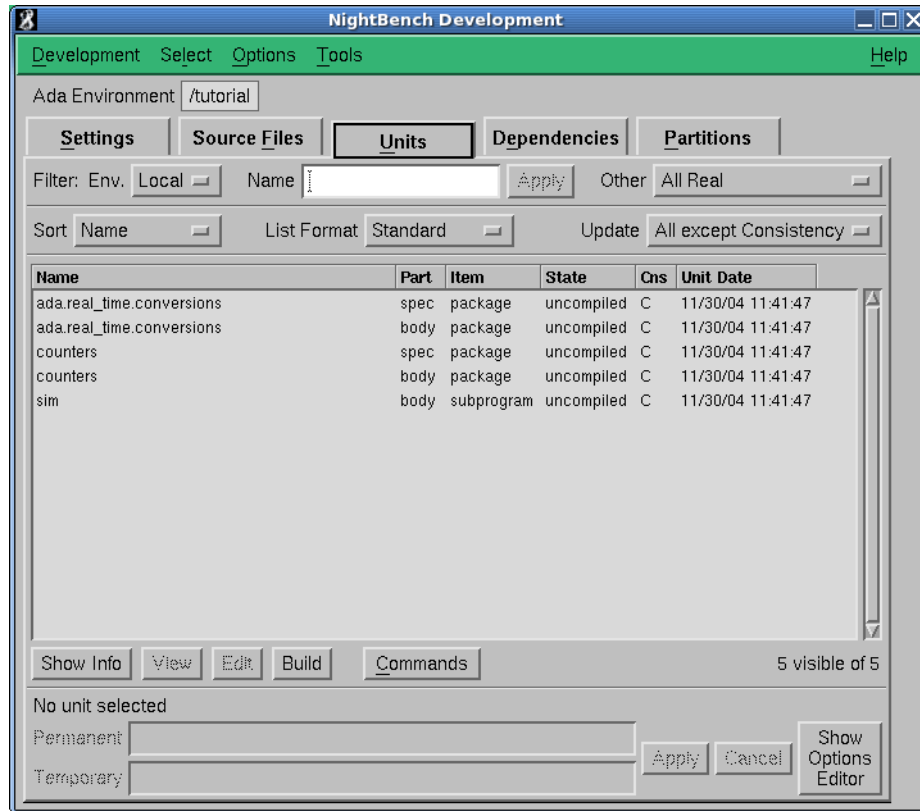 NightBench Development
Development Select Options Tools Help
Ada Environment /tutorial
Settings Source Files Units Dependencies Partitions
Filter: Env. Local Name Apply Other All Real
Sort Name List Format Standard Update All except Consistency
Name Part Item State Cns Unit Date
ada.real_time.conversions spec package uncompiled C 11/30/04 11:41:47
ada.real_time.conversions body package uncompiled C 11/30/04 11:41:47
counters spec package uncompiled C 11/30/04 11:41:47
counters body package uncompiled C 11/30/04 11:41:47
sim body subprogram uncompiled C 11/30/04 11:41:47
Show Info View Edit Build Commands 5 visible of 5
No unit selected
Permanent
Temporary
Apply Cancel
Show
Options
Editor